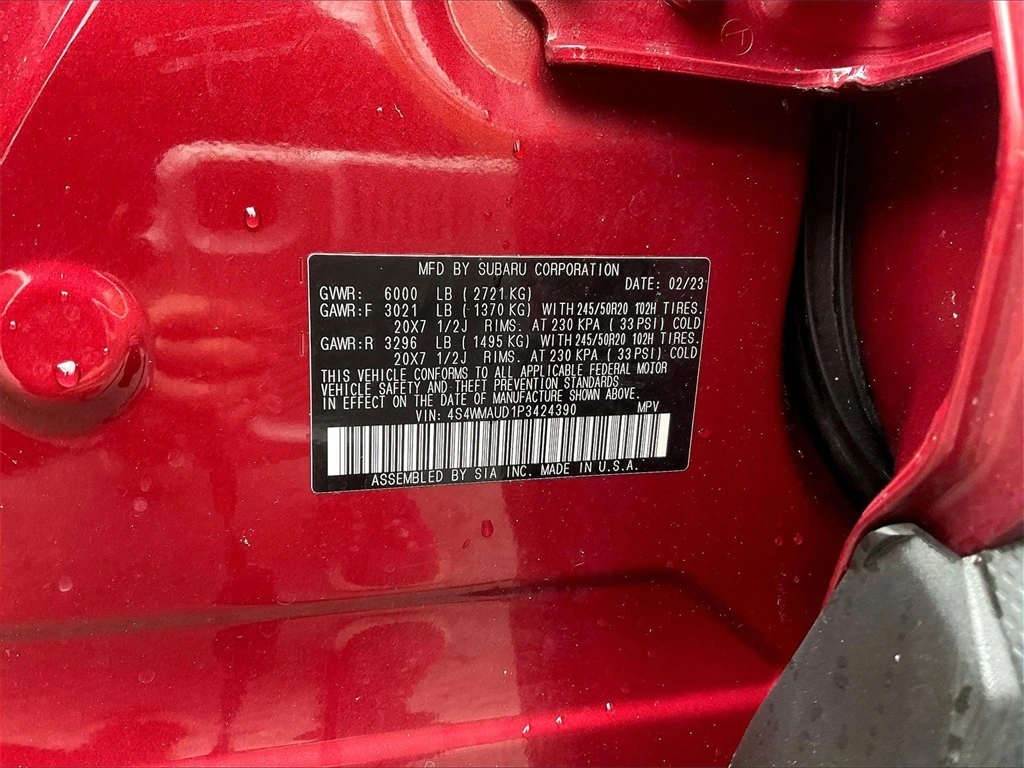 MFD BY SUBARU CORPORATION
DATE: 02/23
GVWR: 6000 LB ( 2721 KG)
GAWR:F 3021 LB ( 1370 KG) WITH 245/50R20 102H TIRES.
20X7 1/2J RIMS. AT 230 KPA ( 33 PSI) COLD
GAWR:R 3296 LB ( 1495 KG) WITH 245/50R20 102H TIRES.
20X7 1/2J RIMS. AT 230 KPA ( 33 PSI) COLD
THIS VEHICLE CONFORMS TO ALL APPLICABLE FEDERAL MOTOR
VEHICLE SAFETY AND THEFT PREVENTION STANDARDS
IN EFFECT ON THE DATE OF MANUFACTURE SHOWN ABOVE.
VIN: 4S4WMAUD1P3424390 MPV
ASSEMBLED BY SIA INC. MADE IN U.S.A.